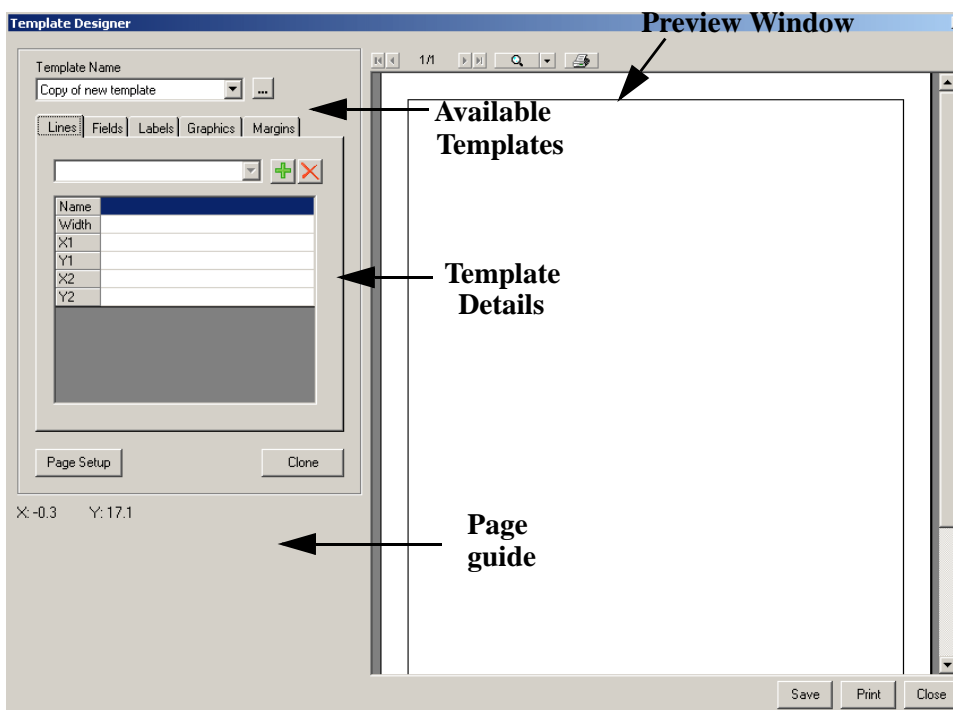 Template Designer
Preview Window
Template Name
1/1
Copy of new template
...
Available
Templates
Lines Fields Labels Graphics Margins
Name
Width
X1
Y1
X2
Y2
Template
Details
Page Setup Clone
X: -0.3 Y: 17.1
Page
guide
Save Print Close